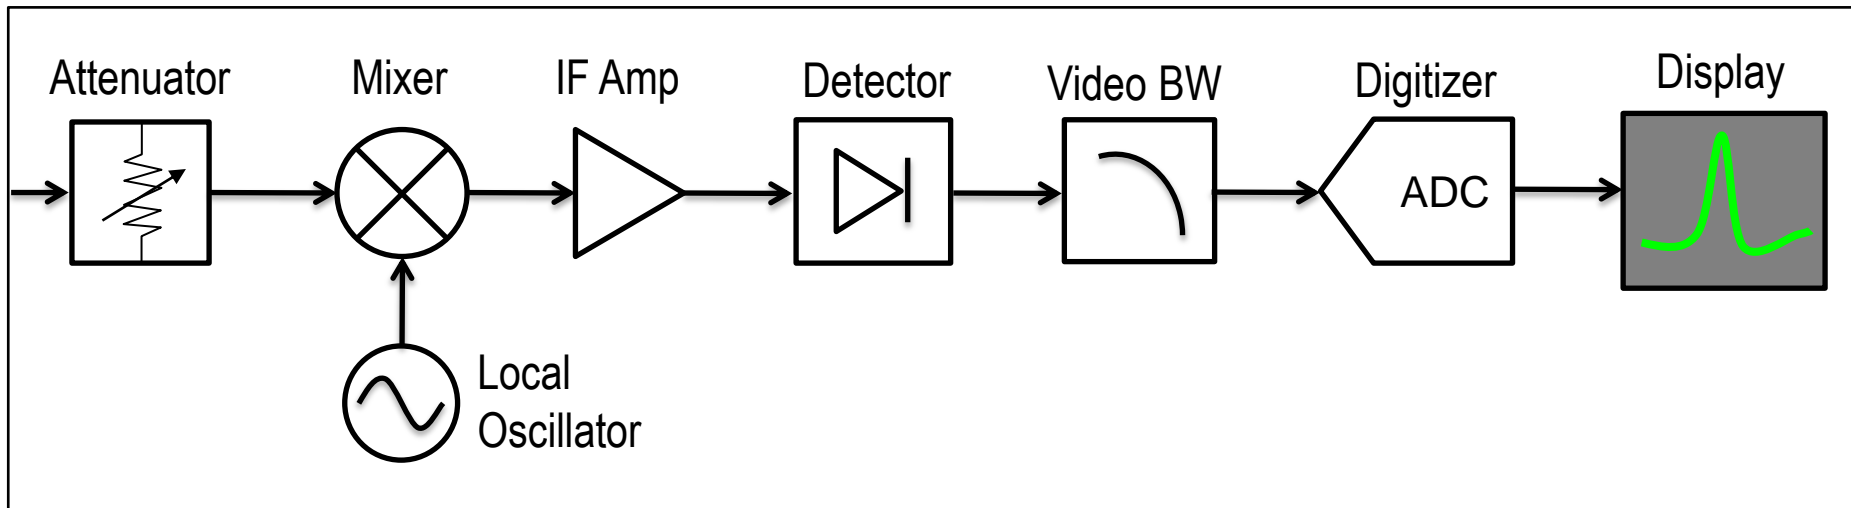 Attenuator
Mixer
IF Amp
Detector
Video BW
Digitizer
Display
ADC
Local
Oscillator